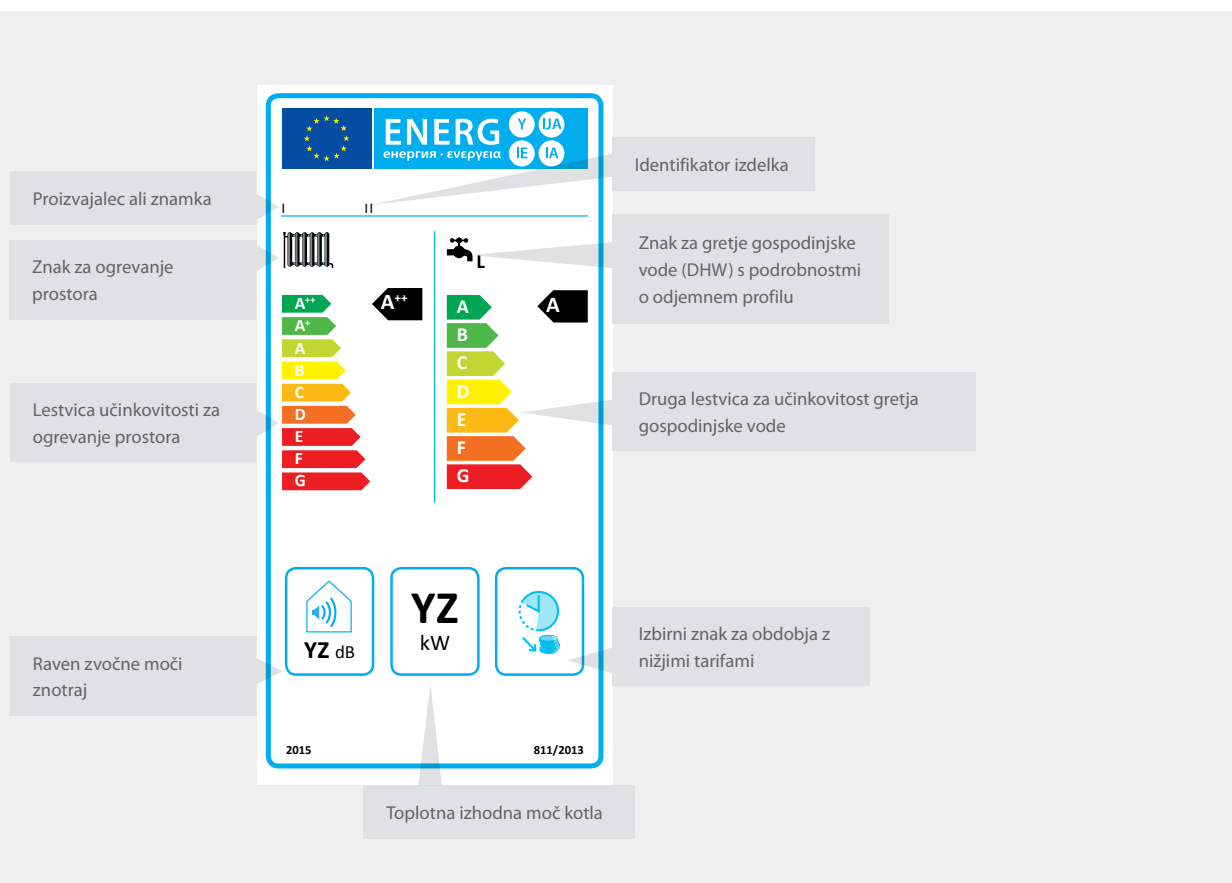 ENERG
Y
UA
енергия · ενεργεια
IE
IA
Identifikator izdelka
Proizvajalec ali znamka
I
II
Znak za ogrevanje
prostora
L
Znak za gretje gospodinjske
vode (DHW) s podrobnostmi
o odjemnem profilu
A++
A+
A
B
C
D
E
F
G
A++
A
B
C
D
E
F
G
A
Lestvica učinkovitosti za
ogrevanje prostora
Druga lestvica za učinkovitost gretja
gospodinjske vode
YZ dB
YZ
kW
Raven zvočne moči
znotraj
Izbirni znak za obdobja z
nižjimi tarifami
2015
811/2013
Toplotna izhodna moč kotla